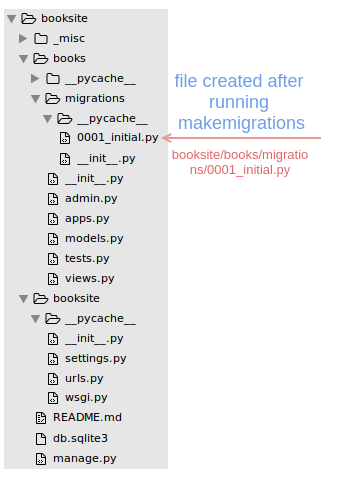 booksite
_misc
books
__pycache__
migrations
__pycache__
0001_initial.py
__init__.py
__init__.py
admin.py
apps.py
models.py
tests.py
views.py
booksite
__pycache__
__init__.py
settings.py
urls.py
wsgi.py
README.md
db.sqlite3
manage.py
file created after
running
makemigrations
booksite/books/migratio
ns/0001_initial.py